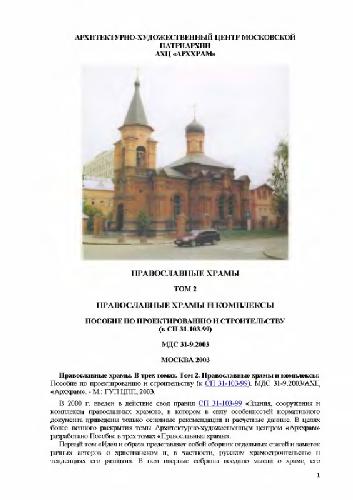 АРХИТЕКТУРНО-ХУДОЖЕСТВЕННЫЙ ЦЕНТР МОСКОВСКОЙ
ПАТРИАРХИИ
АХЦ «АРХХРАМ»
ПРАВОСЛАВНЫЕ ХРАМЫ
ТОМ 2
ПРАВОСЛАВНЫЕ ХРАМЫ И КОМПЛЕКСЫ
ПОСОБИЕ ПО ПРОЕКТИРОВАНИЮ И СТРОИТЕЛЬСТВУ
(к СП 31-103-99)
МДС 31-9.2003
МОСКВА 2003
Православные храмы. В трех томах. Том 2. Православные храмы и комплексы:
Пособие по проектированию и строительству (к СП 31-103-99). МДС 31-9.2003/АХЦ
«Арххрам». - М.: ГУП ЦПП, 2003.
В 2000 г. введен в действие свод правил СП 31-103-99 «Здания, сооружения и
комплексы православных храмов», в котором в силу особенностей нормативного
документа приведены только основные рекомендации и расчетные данные. В целях
более полного раскрытия темы Архитектурно-художественным центром «Арххрам»
разработано Пособие в трех томах «Православные храмы».
Первый том «Идея и образ» представляет собой сборник отдельных статей и заметок
разных авторов о христианском и, в частности, русском храмостроительстве и
тенденциях его развития. В нем впервые собраны воедино мысли о храме, его
1